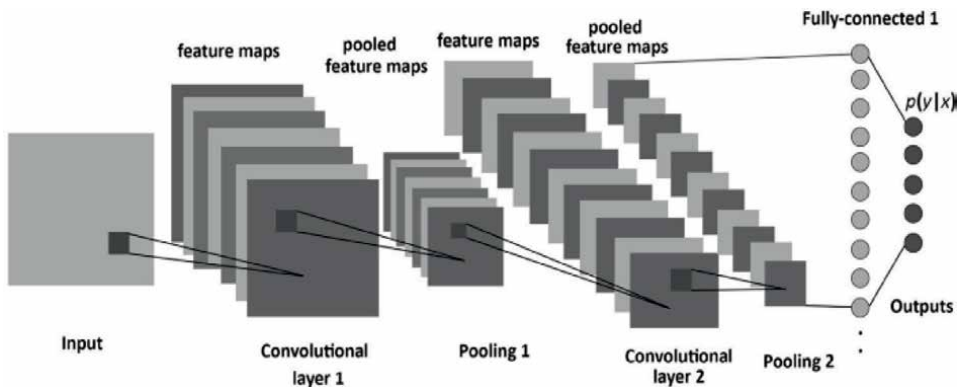 feature maps
pooled
feature maps
feature maps
pooled
feature maps
Fully-connected 1
p(y|x)
Input
Convolutional
layer 1
Pooling 1
Convolutional
layer 2
Pooling 2
Outputs